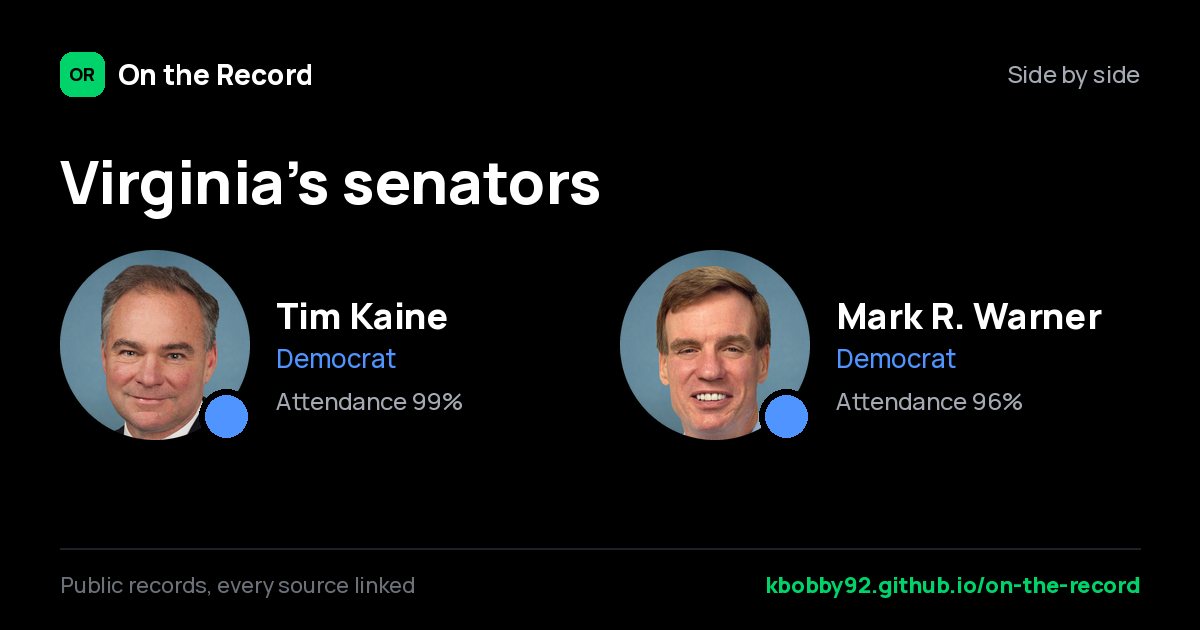 OR On the Record
Side by side
Virginia’s senators
Tim Kaine
Democrat
Attendance 99%
Mark R. Warner
Democrat
Attendance 96%
Public records, every source linked
kbobby92.github.io/on-the-record